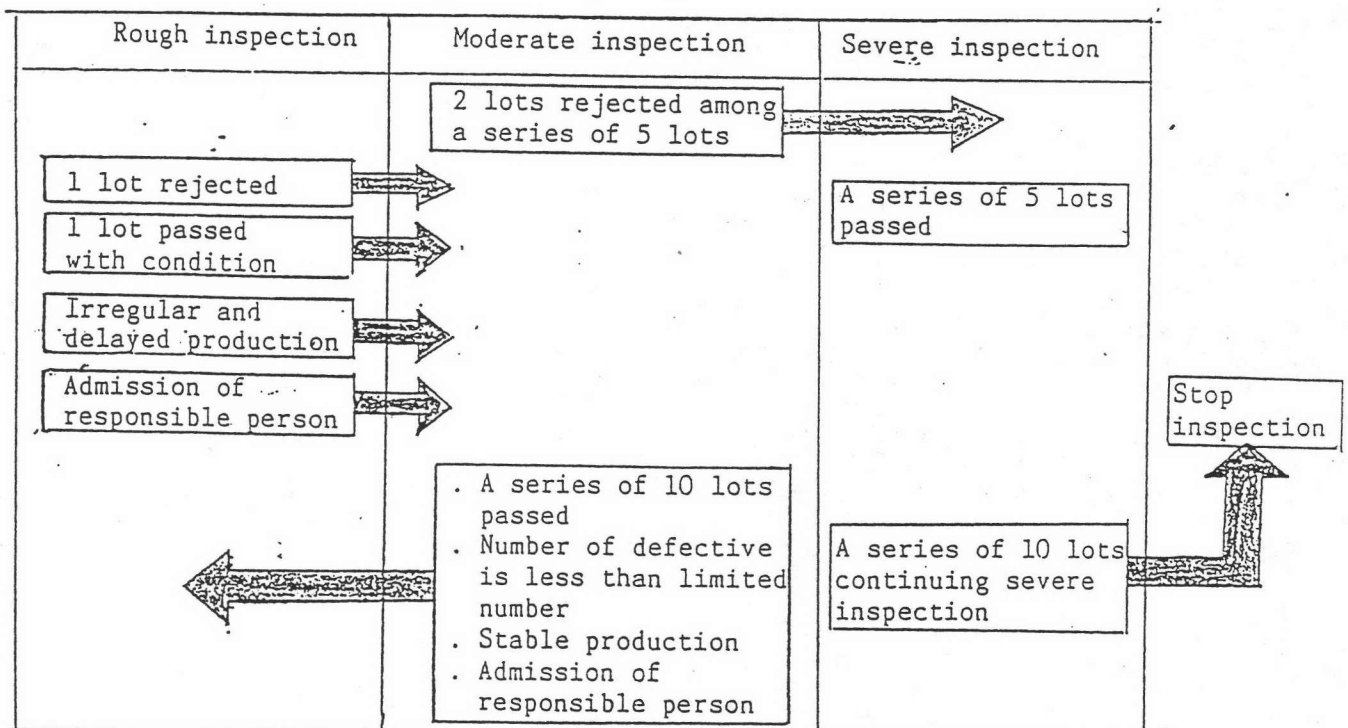 Rough inspection
Moderate inspection
Severe inspection
2 lots rejected among
a series of 5 lots
1 lot rejected
A series of 5 lots
passed
1 lot passed
with condition
Irregular and
delayed production
Admission of
responsible person
Stop
inspection
. A series of 10 lots
passed
. Number of defective
is less than limited
number
. Stable production
. Admission of
responsible person
A series of 10 lots
continuing severe
inspection